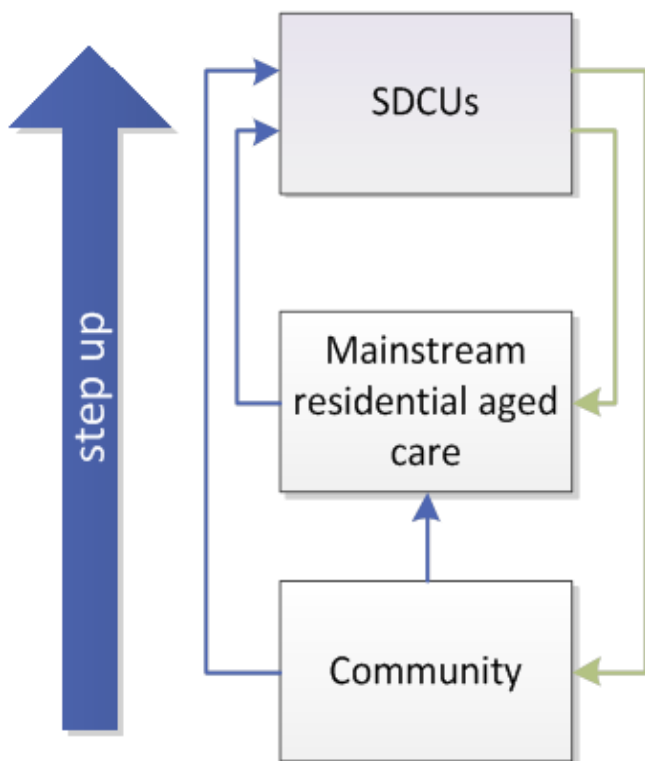 SDCUs
step up
Mainstream
residential aged
care
Community